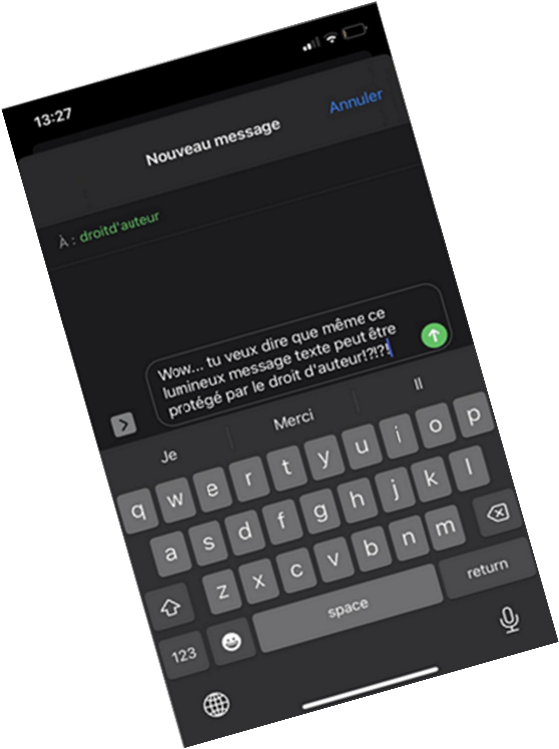 13:27
Annuler
Nouveau message
À : droitd'auteur
Wow... tu veux dire que même ce
lumineux message texte peut être
protégé par le droit d'auteur!?!?!
Je Merci Il
q w e r t y u i o p
a s d f g h j k l
z x c v b n m
123 space return